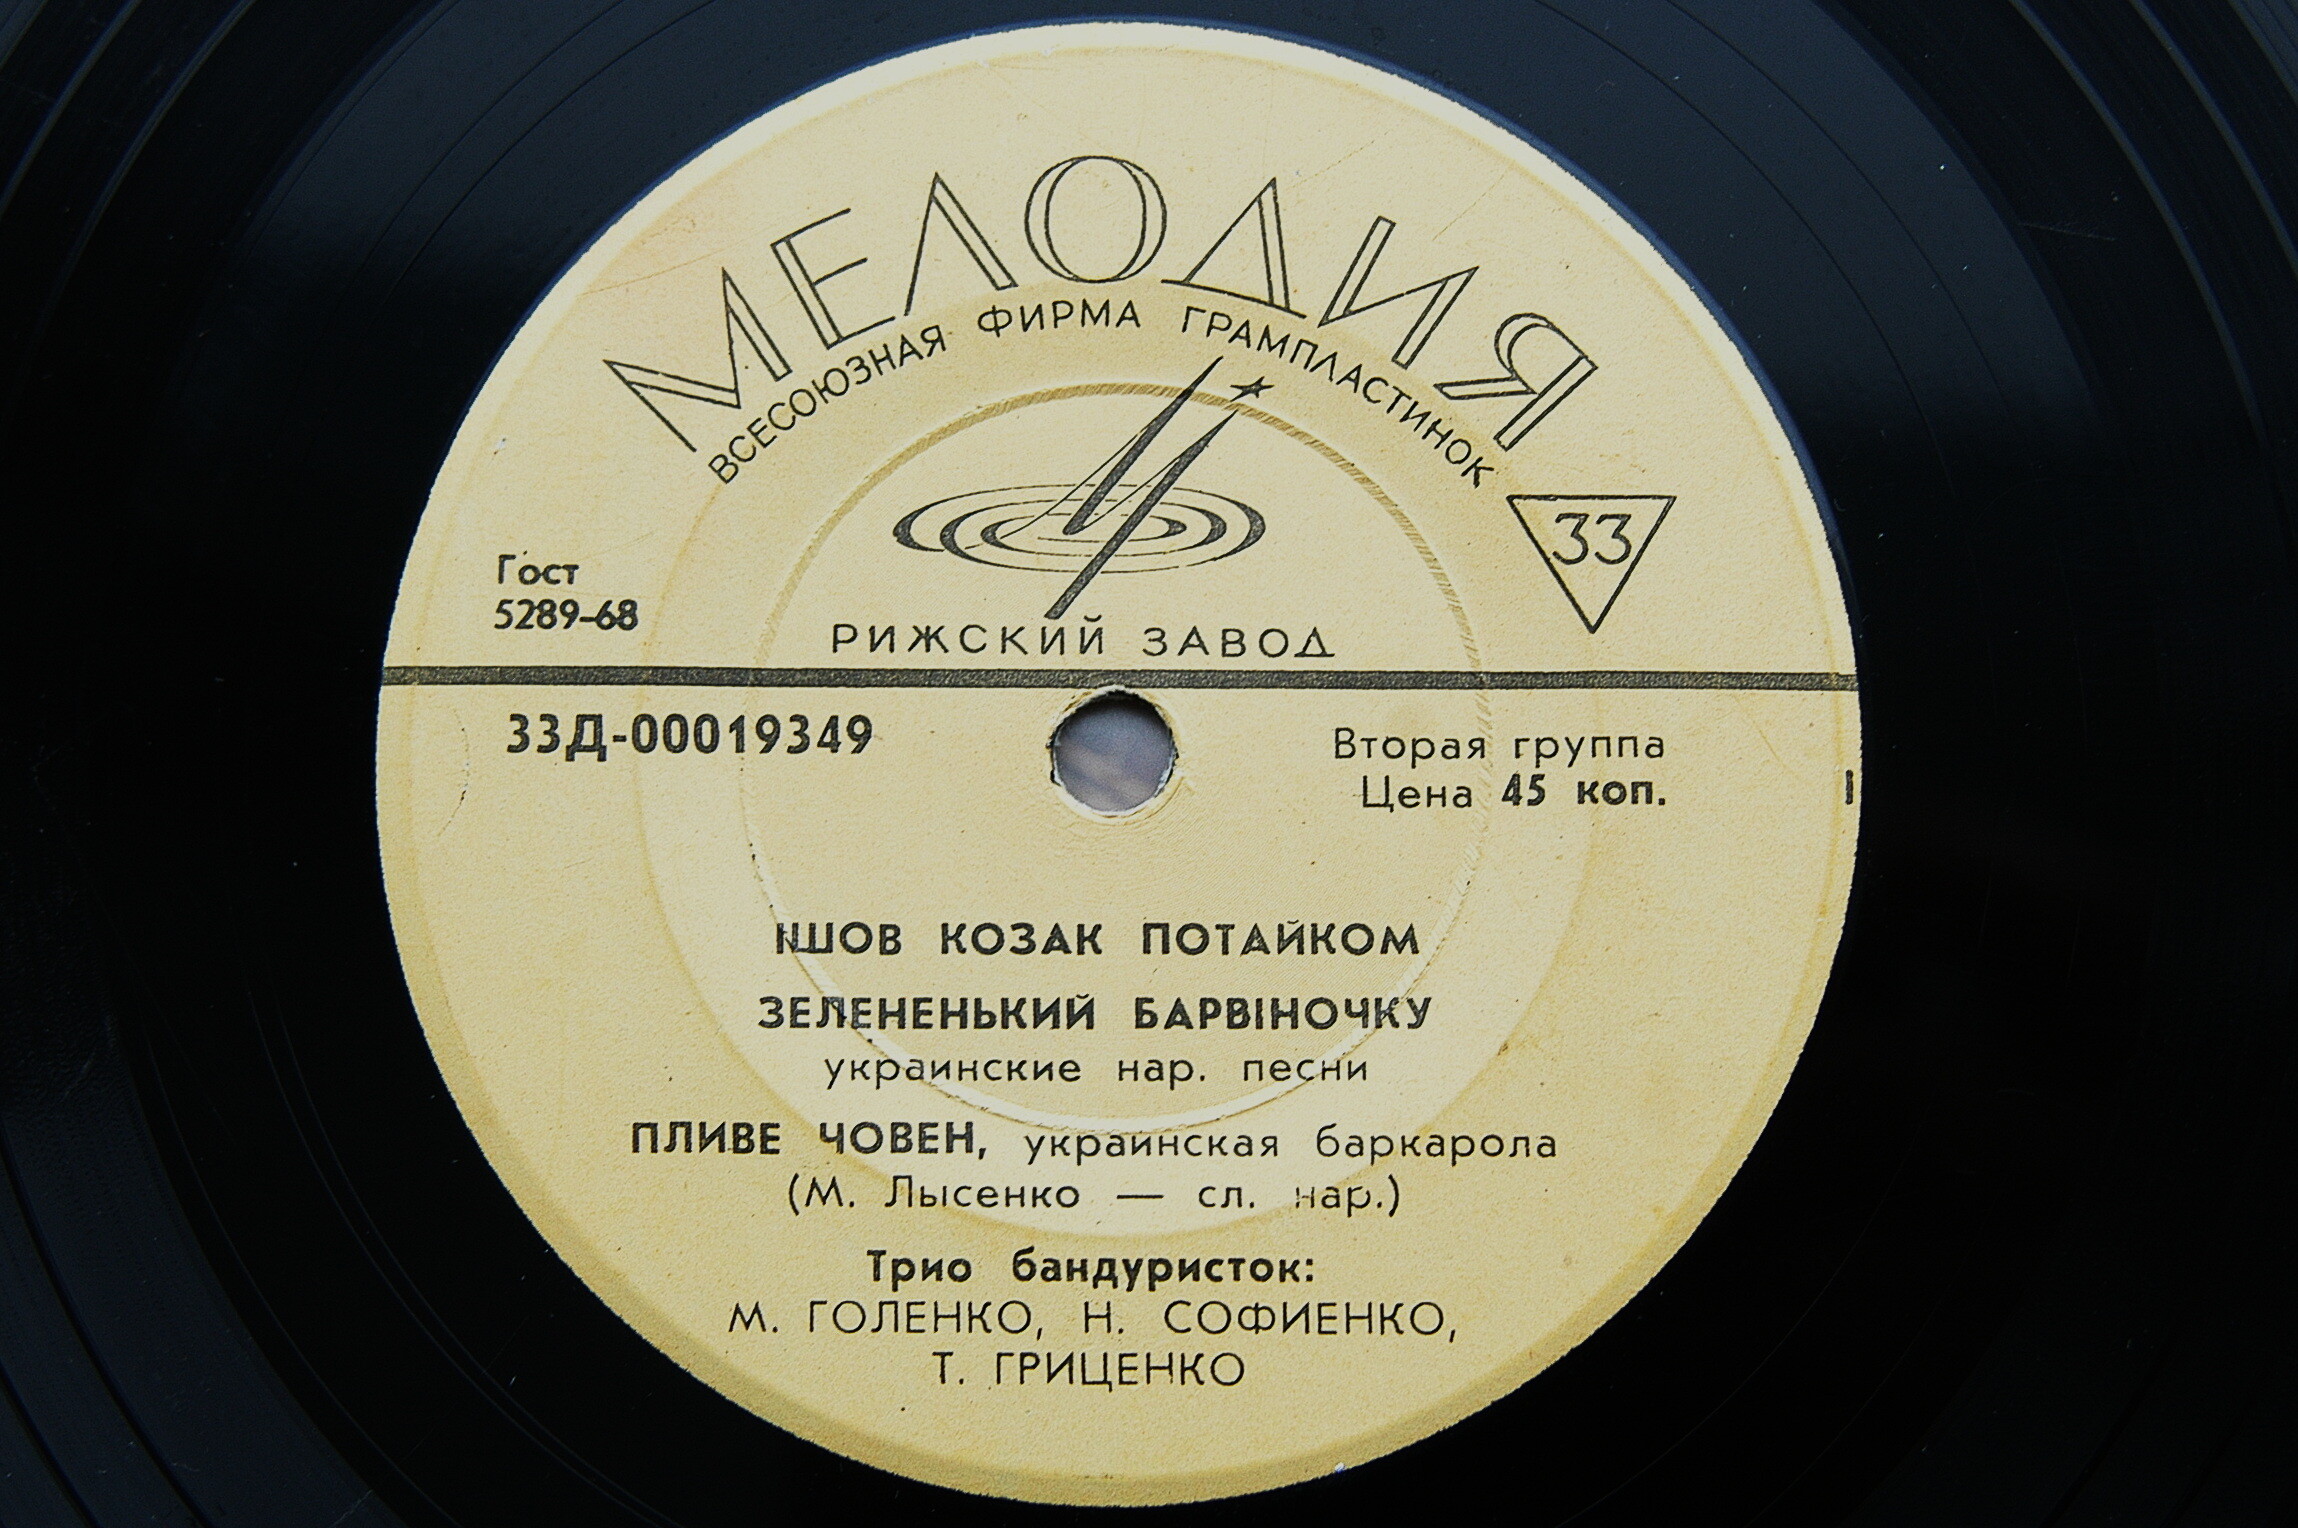 МЕЛОДИЯ
ВСЕСОЮЗНАЯ ФИРМА ГРАМПЛАСТИНОК
33
Гост
5289-68
РИЖСКИЙ ЗАВОД
33Д-00019349
Вторая группа
Цена 45 коп.
ІШОВ КОЗАК ПОТАЙКОМ
ЗЕЛЕНЕНЬКИЙ БАРВІНОЧКУ
украинские нар. песни
ПЛИВЕ ЧОВЕН, украинская баркарола
(М. Лысенко — сл. нар.)
Трио бандуристок:
М. ГОЛЕНКО, Н. СОФИЕНКО,
Т. ГРИЦЕНКО